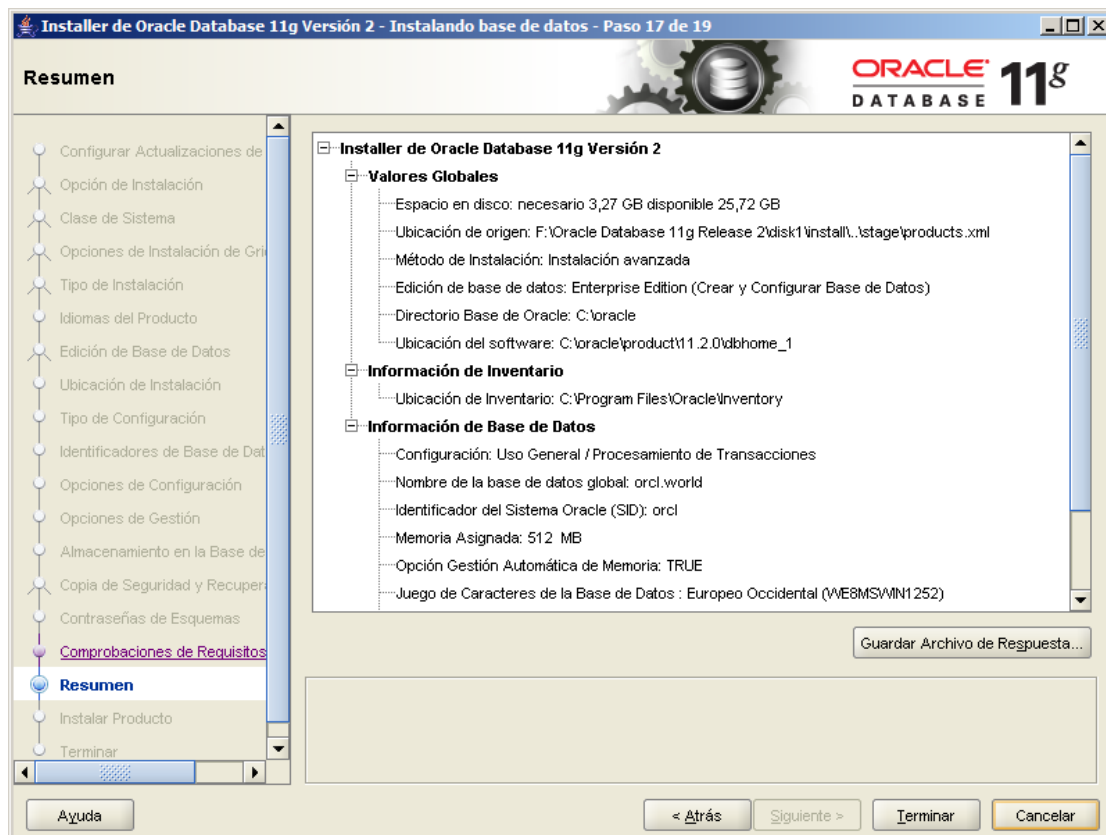 Installer de Oracle Database 11g Versión 2 - Instalando base de datos - Paso 17 de 19
Resumen
ORACLE
DATABASE
11g
Configurar Actualizaciones de
Opción de Instalación
Clase de Sistema
Opciones de Instalación de Gri
Tipo de Instalación
Idiomas del Producto
Edición de Base de Datos
Ubicación de Instalación
Tipo de Configuración
Identificadores de Base de Dat
Opciones de Configuración
Opciones de Gestión
Almacenamiento en la Base de
Copia de Seguridad y Recupera
Contraseñas de Esquemas
Comprobaciones de Requisitos
Resumen
Instalar Producto
Terminar
Installer de Oracle Database 11g Versión 2
Valores Globales
Espacio en disco: necesario 3,27 GB disponible 25,72 GB
Ubicación de origen: F:\Oracle Database 11g Release 2\disk1\install\..\stage\products.xml
Método de Instalación: Instalación avanzada
Edición de base de datos: Enterprise Edition (Crear y Configurar Base de Datos)
Directorio Base de Oracle: C:\oracle
Ubicación del software: C:\oracle\product\11.2.0\dbhome_1
Información de Inventario
Ubicación de Inventario: C:\Program Files\Oracle\Inventory
Información de Base de Datos
Configuración: Uso General / Procesamiento de Transacciones
Nombre de la base de datos global: orcl.world
Identificador del Sistema Oracle (SID): orcl
Memoria Asignada: 512 MB
Opción Gestión Automática de Memoria: TRUE
Juego de Caracteres de la Base de Datos : Europeo Occidental (WE8MSWIN1252)
Guardar Archivo de Respuesta...
Ayuda
< Atrás
Siguiente >
Terminar
Cancelar